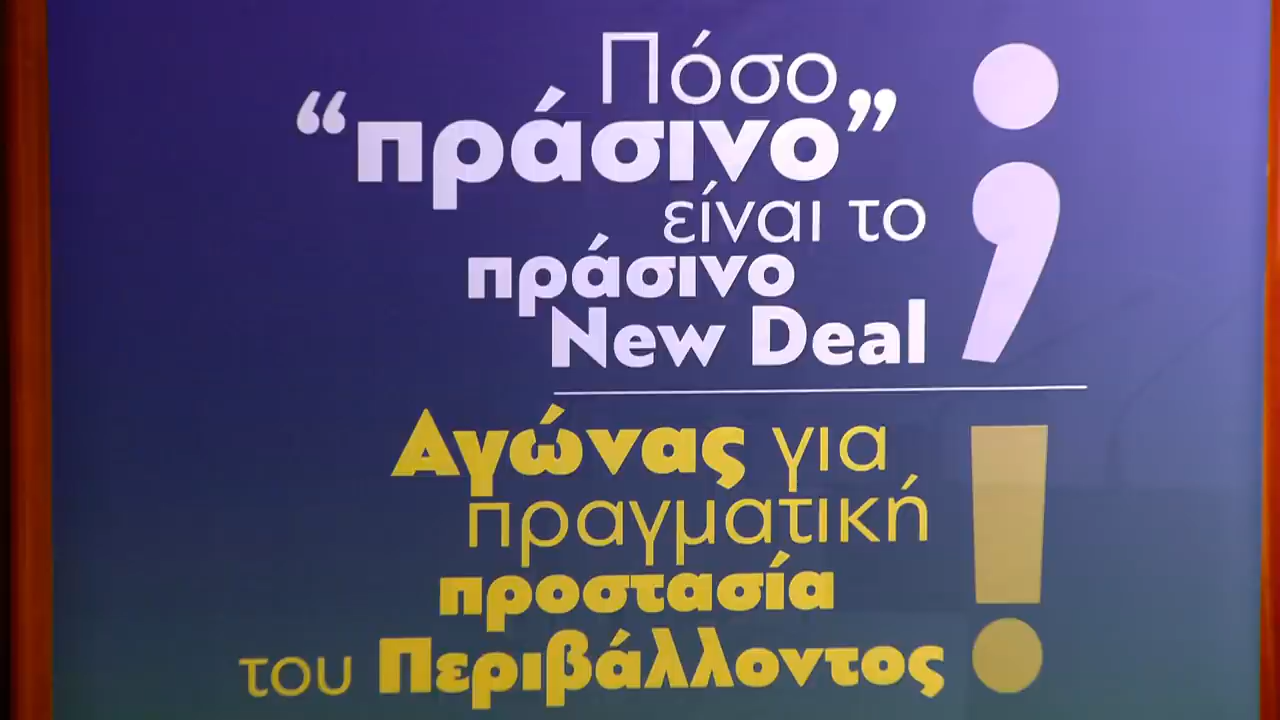 Πόσο
“πράσινο”
είναι το
πράσινο
New Deal;
Αγώνας για
πραγματική
προστασία
του Περιβάλλοντος!